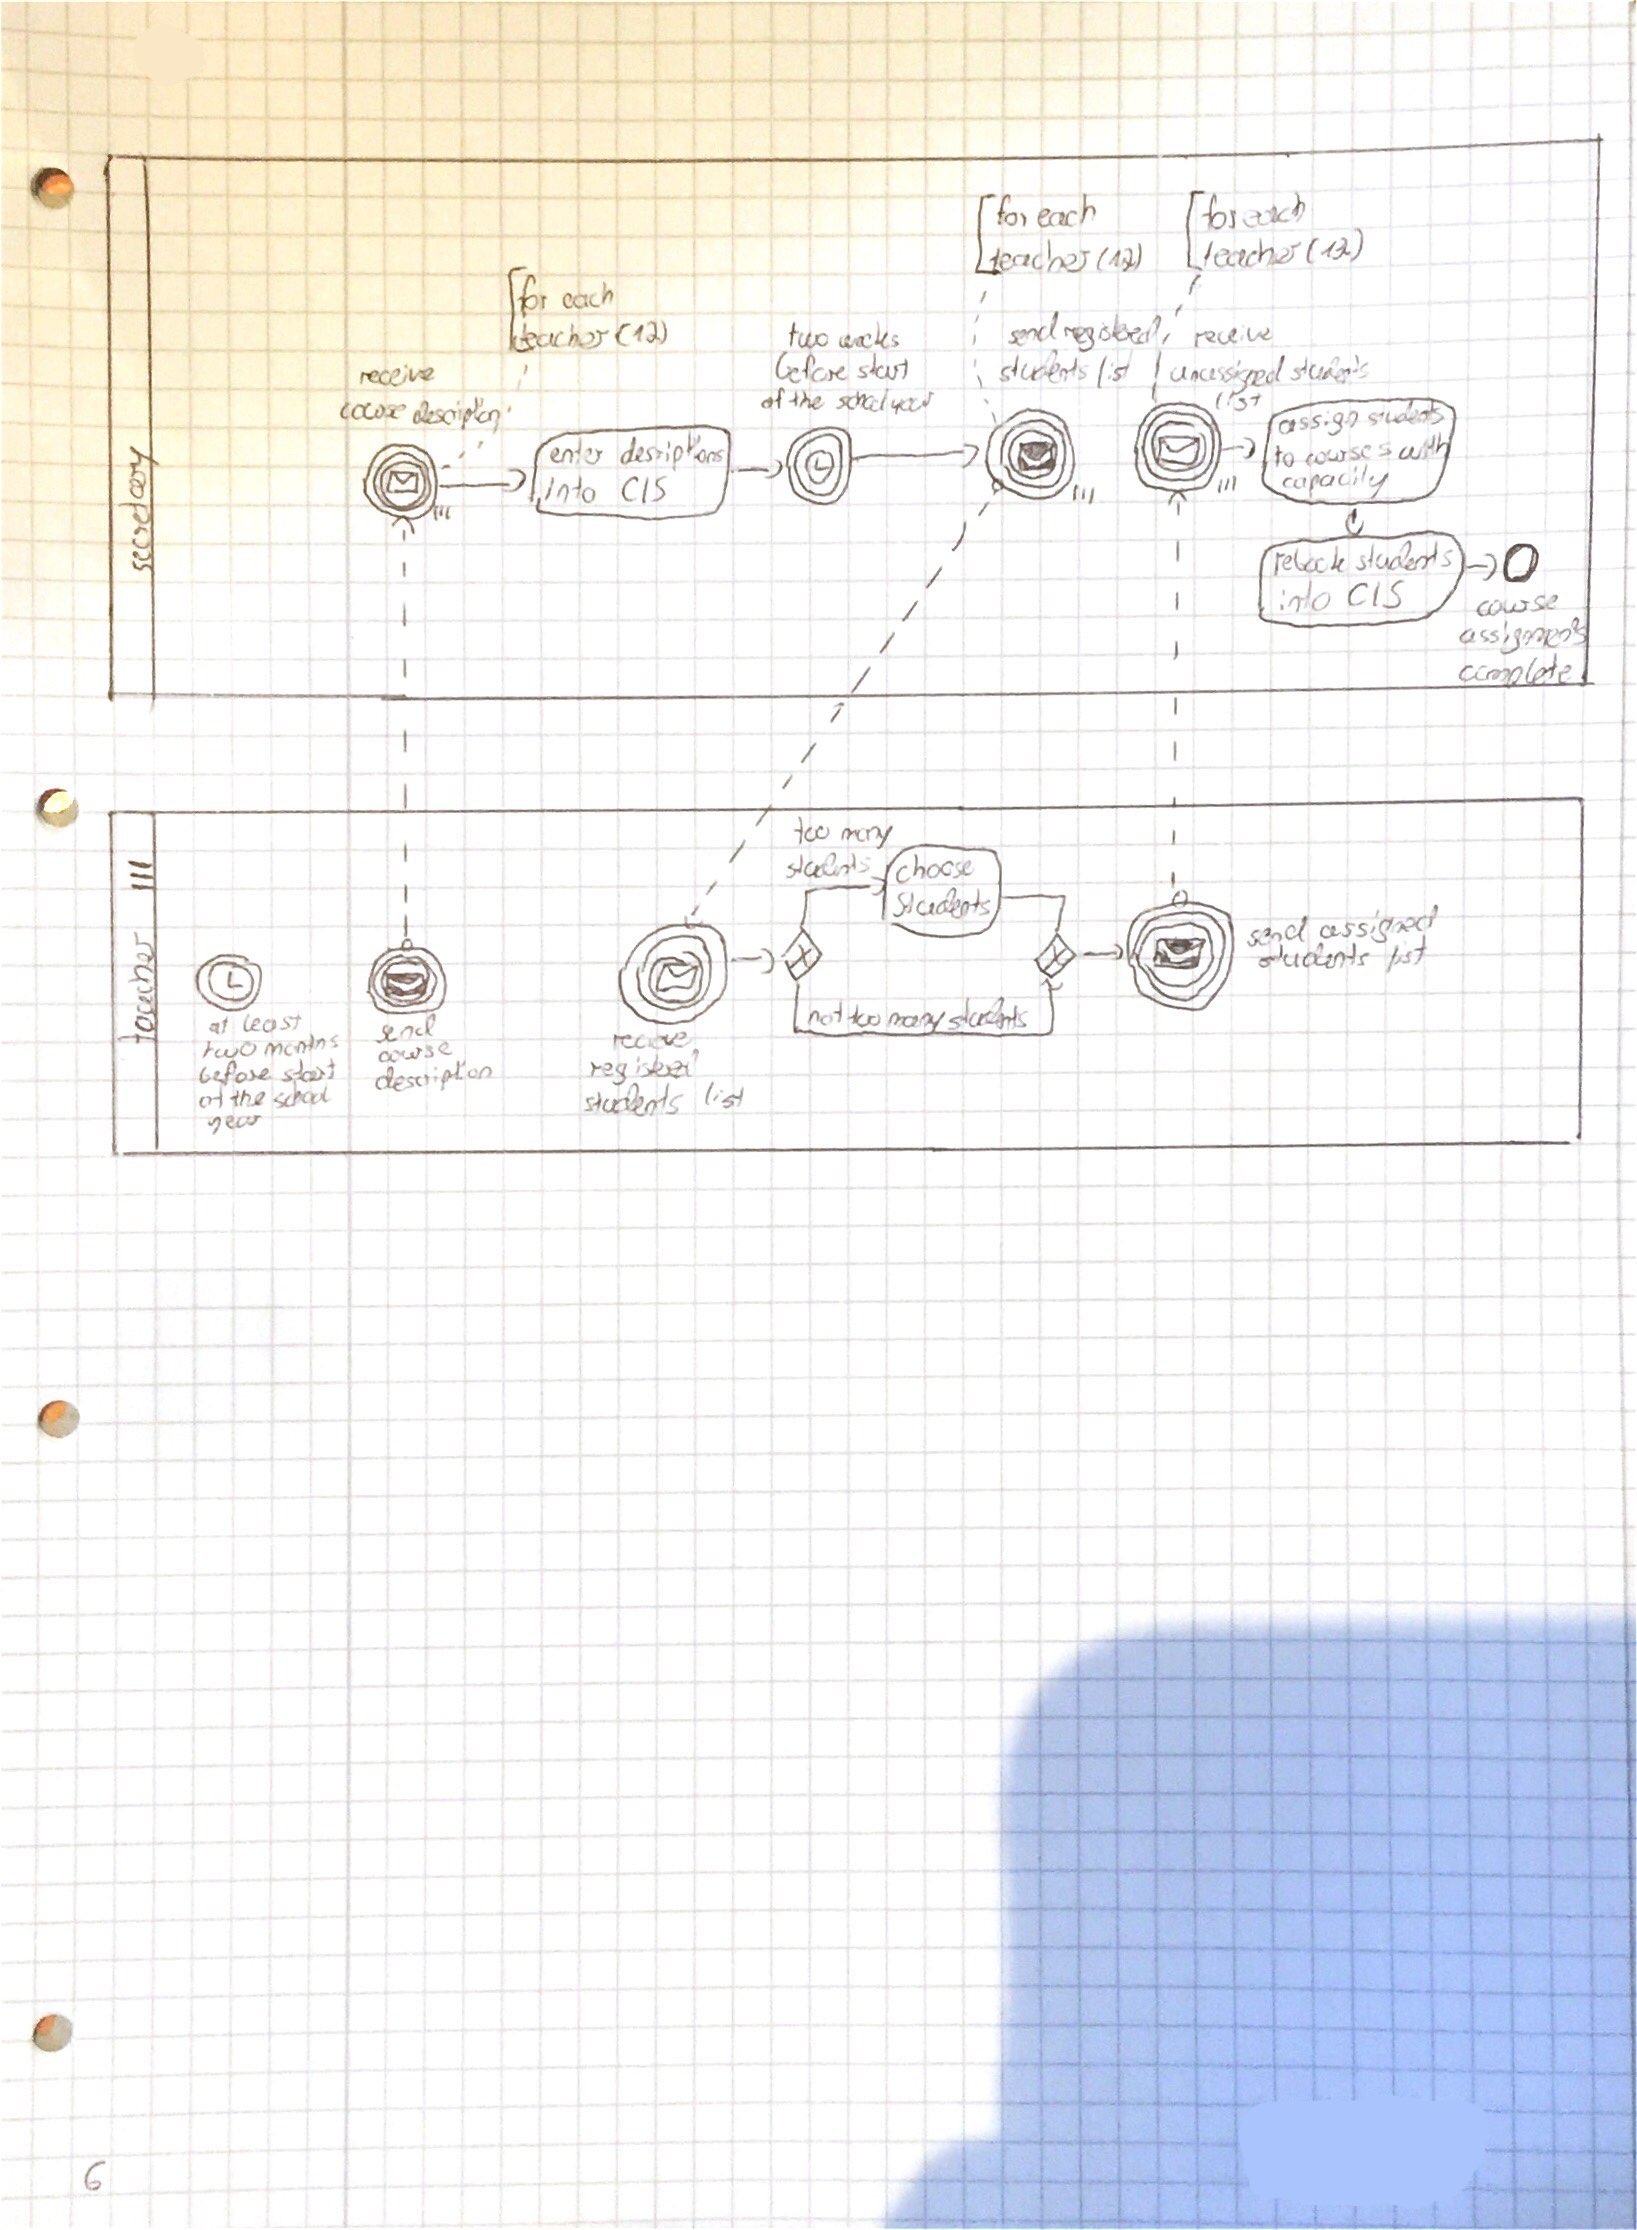 for each
teacher (12)
for each
teacher (12)
for each
teacher (12)
receive
course description
two weeks
before start
of the school year
send registered
students list
receive
unassigned students
list
secretary
enter desriptions
into CIS
assign students
to courses with
capacity
rebook students
into CIS
course
assignments
complete
teacher
at least
two months
before start
of the school
year
send
course
description
recieve
registered
students list
too many
students
choose
students
not too many students
send assigned
students list
6